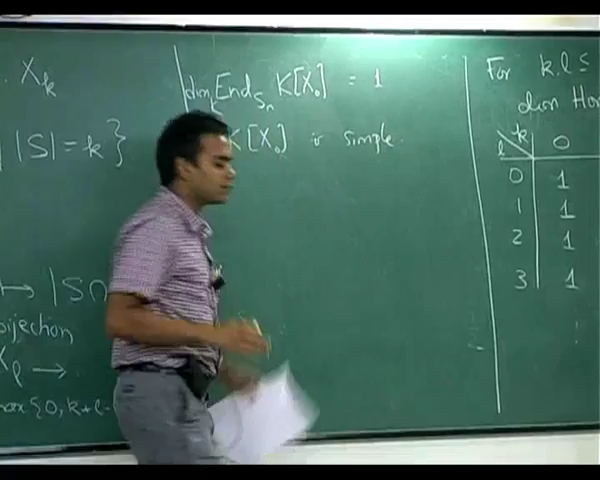 . X_k
| |S| = k }
↦ |S∩
bijection
X_l →
max{0, k+l-
dim_K End_{S_n} K[X_0] = 1
K[X_0] is simple.
For k, l ≤
dim Hom
l \ k 0
0 1
1 1
2 1
3 1
⋮